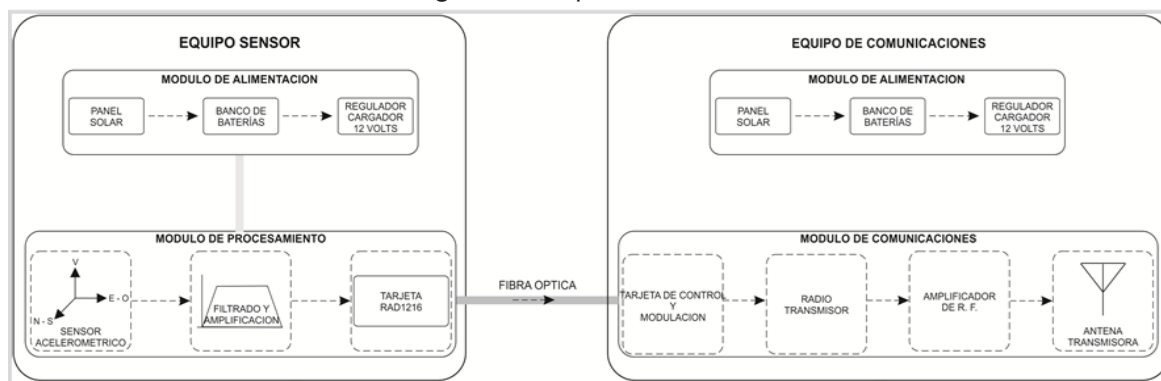 EQUIPO SENSOR
MODULO DE ALIMENTACION
PANEL
SOLAR
BANCO DE
BATERÍAS
REGULADOR
CARGADOR
12 VOLTS
MODULO DE PROCESAMIENTO
V
E - O
N - S
SENSOR
ACELEROMETRICO
FILTRADO Y
AMPLIFICACION
TARJETA
RAD1216
FIBRA OPTICA
EQUIPO DE COMUNICACIONES
MODULO DE ALIMENTACION
PANEL
SOLAR
BANCO DE
BATERÍAS
REGULADOR
CARGADOR
12 VOLTS
MODULO DE COMUNICACIONES
TARJETA DE CONTROL
Y
MODULACION
RADIO
TRANSMISOR
AMPLIFICADOR
DE R. F.
ANTENA
TRANSMISORA